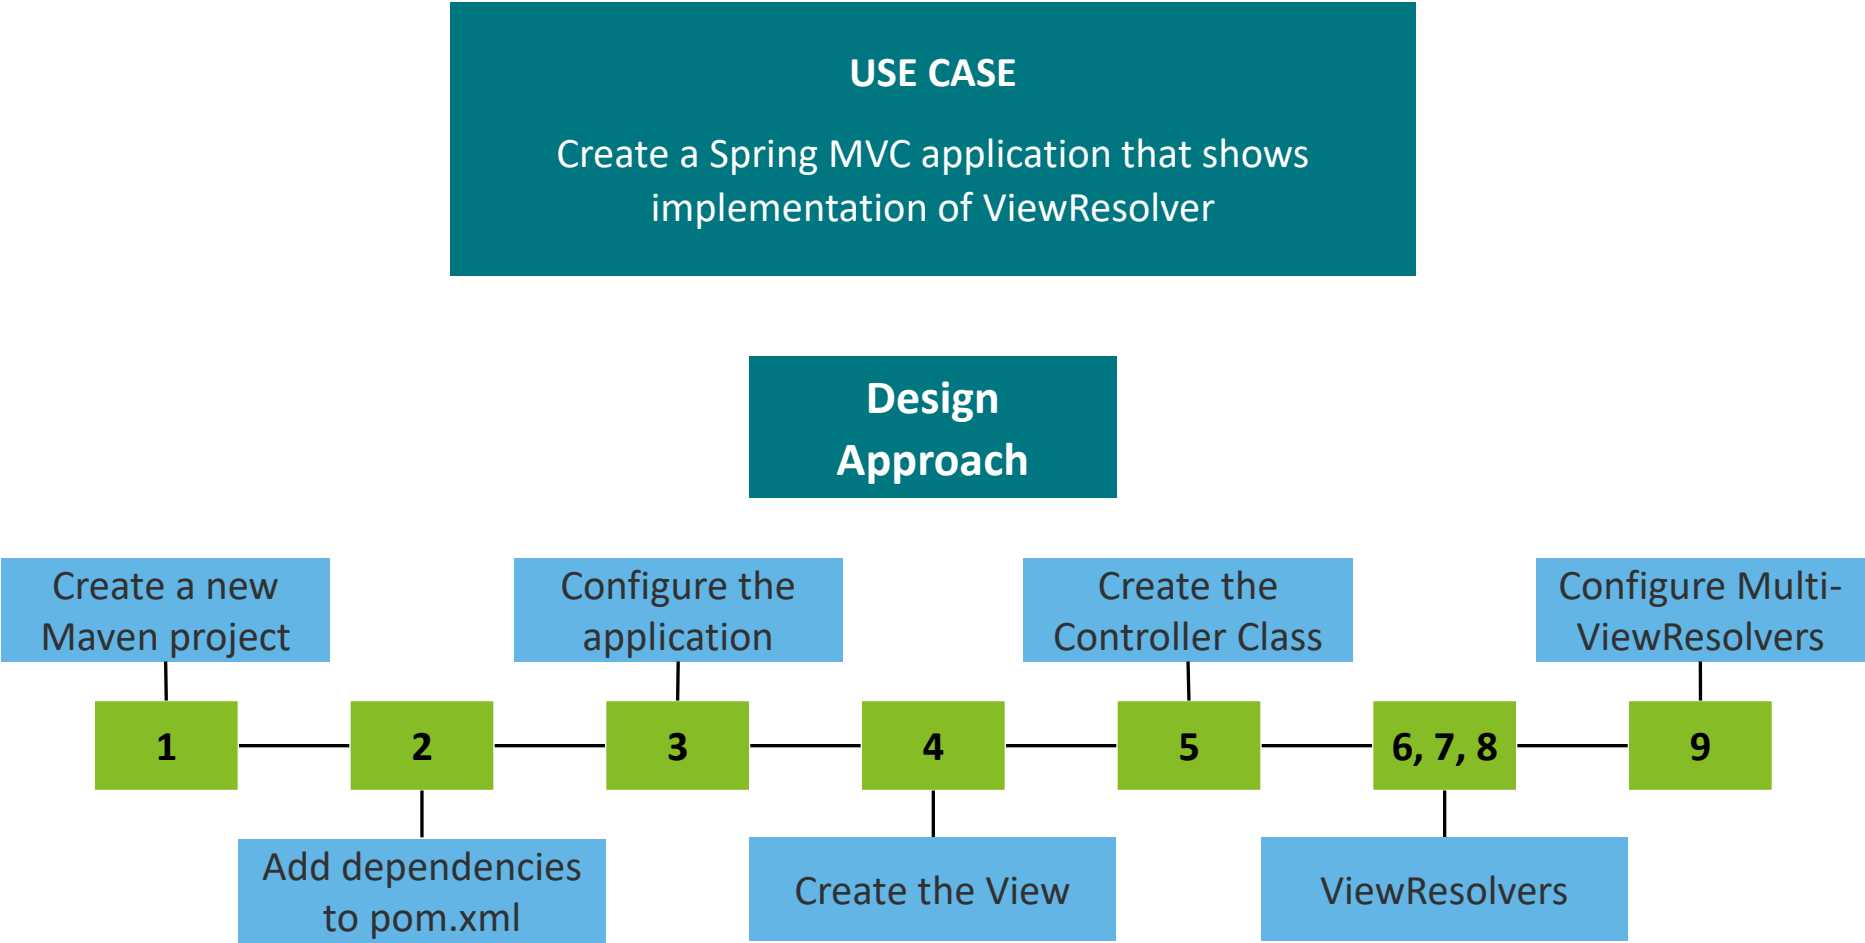 USE CASE
Create a Spring MVC application that shows
implementation of ViewResolver
Design
Approach
Create a new
Maven project
Configure the
application
Create the
Controller Class
Configure Multi-
ViewResolvers
1
2
3
4
5
6, 7, 8
9
Add dependencies
to pom.xml
Create the View
ViewResolvers